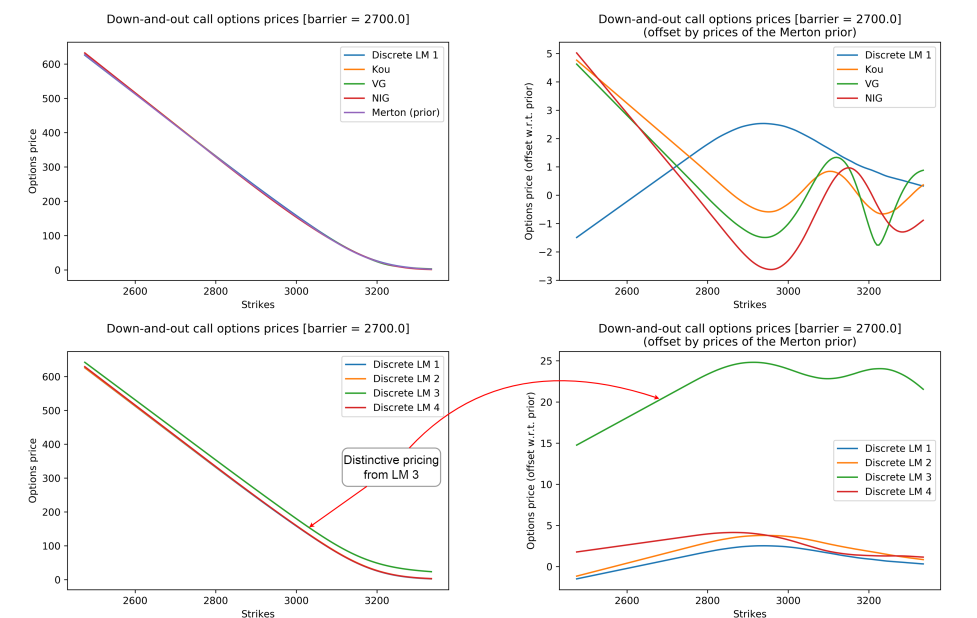 Down-and-out call options prices [barrier = 2700.0]
Options price
600
500
400
300
200
100
0
2600
2800
3000
3200
Strikes
Discrete LM 1
Kou
VG
NIG
Merton (prior)
Down-and-out call options prices [barrier = 2700.0]
(offset by prices of the Merton prior)
Options price (offset w.r.t. prior)
5
4
3
2
1
0
−1
−2
−3
2600
2800
3000
3200
Strikes
Discrete LM 1
Kou
VG
NIG
Down-and-out call options prices [barrier = 2700.0]
Options price
600
500
400
300
200
100
0
2600
2800
3000
3200
Strikes
Discrete LM 1
Discrete LM 2
Discrete LM 3
Discrete LM 4
Distinctive pricing
from LM 3
Down-and-out call options prices [barrier = 2700.0]
(offset by prices of the Merton prior)
Options price (offset w.r.t. prior)
25
20
15
10
5
0
2600
2800
3000
3200
Strikes
Discrete LM 1
Discrete LM 2
Discrete LM 3
Discrete LM 4